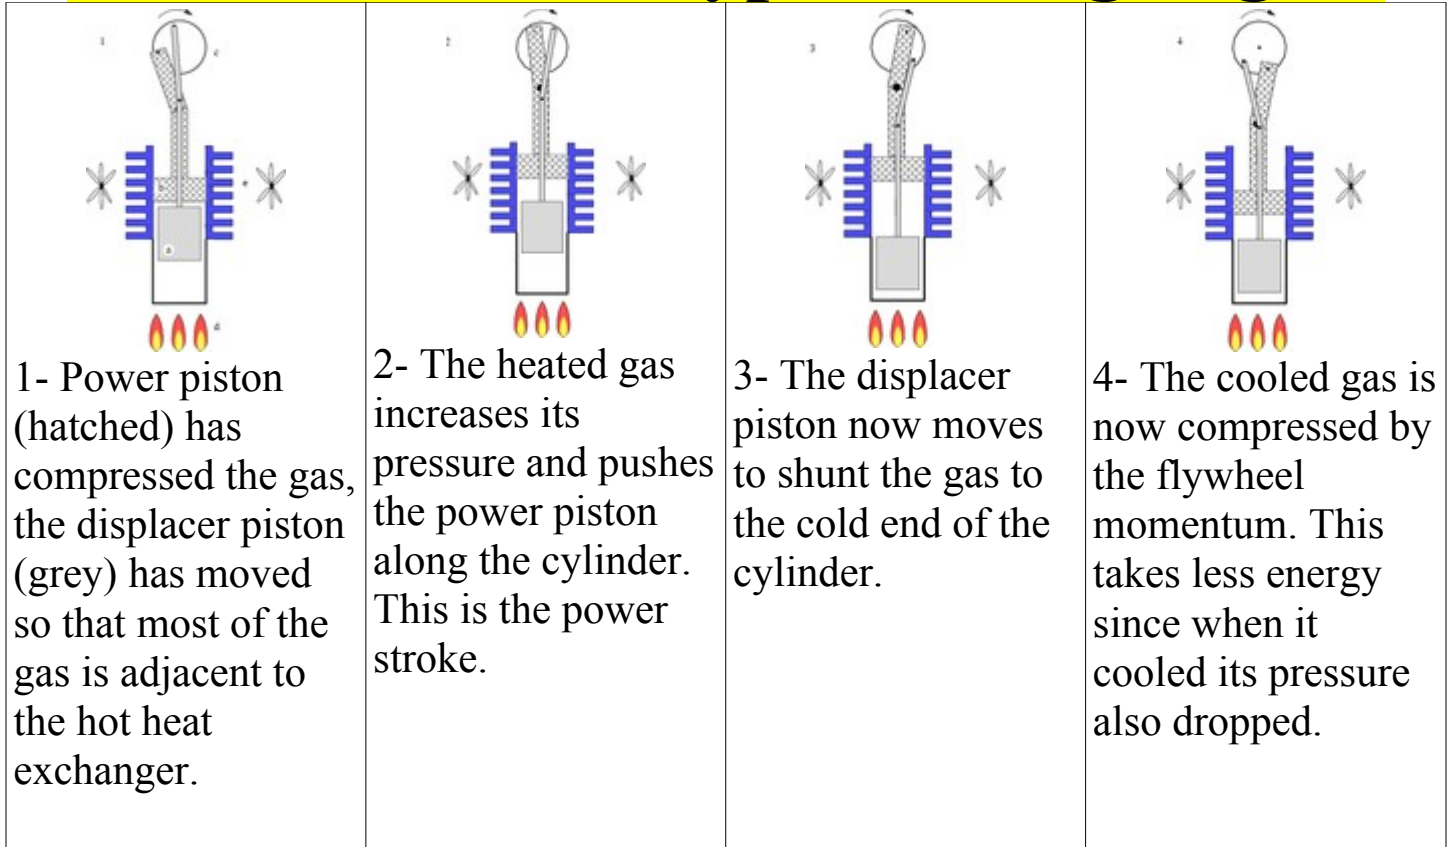 1- Power piston
(hatched) has
compressed the gas,
the displacer piston
(grey) has moved
so that most of the
gas is adjacent to
the hot heat
exchanger.
2- The heated gas
increases its
pressure and pushes
the power piston
along the cylinder.
This is the power
stroke.
3- The displacer
piston now moves
to shunt the gas to
the cold end of the
cylinder.
4- The cooled gas is
now compressed by
the flywheel
momentum. This
takes less energy
since when it
cooled its pressure
also dropped.